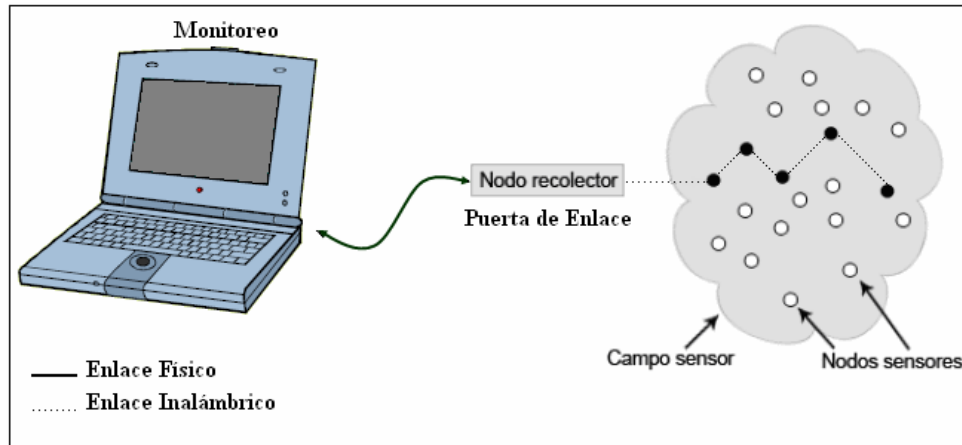 Monitoreo
Nodo recolector
Puerta de Enlace
Campo sensor
Nodos sensores
Enlace Físico
Enlace Inalámbrico